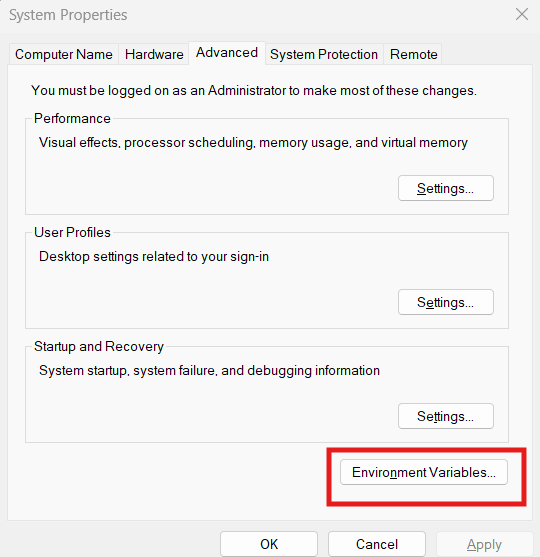 System Properties
Computer Name Hardware Advanced System Protection Remote
You must be logged on as an Administrator to make most of these changes.
Performance
Visual effects, processor scheduling, memory usage, and virtual memory
Settings...
User Profiles
Desktop settings related to your sign-in
Settings...
Startup and Recovery
System startup, system failure, and debugging information
Settings...
Environment Variables...
OK Cancel Apply